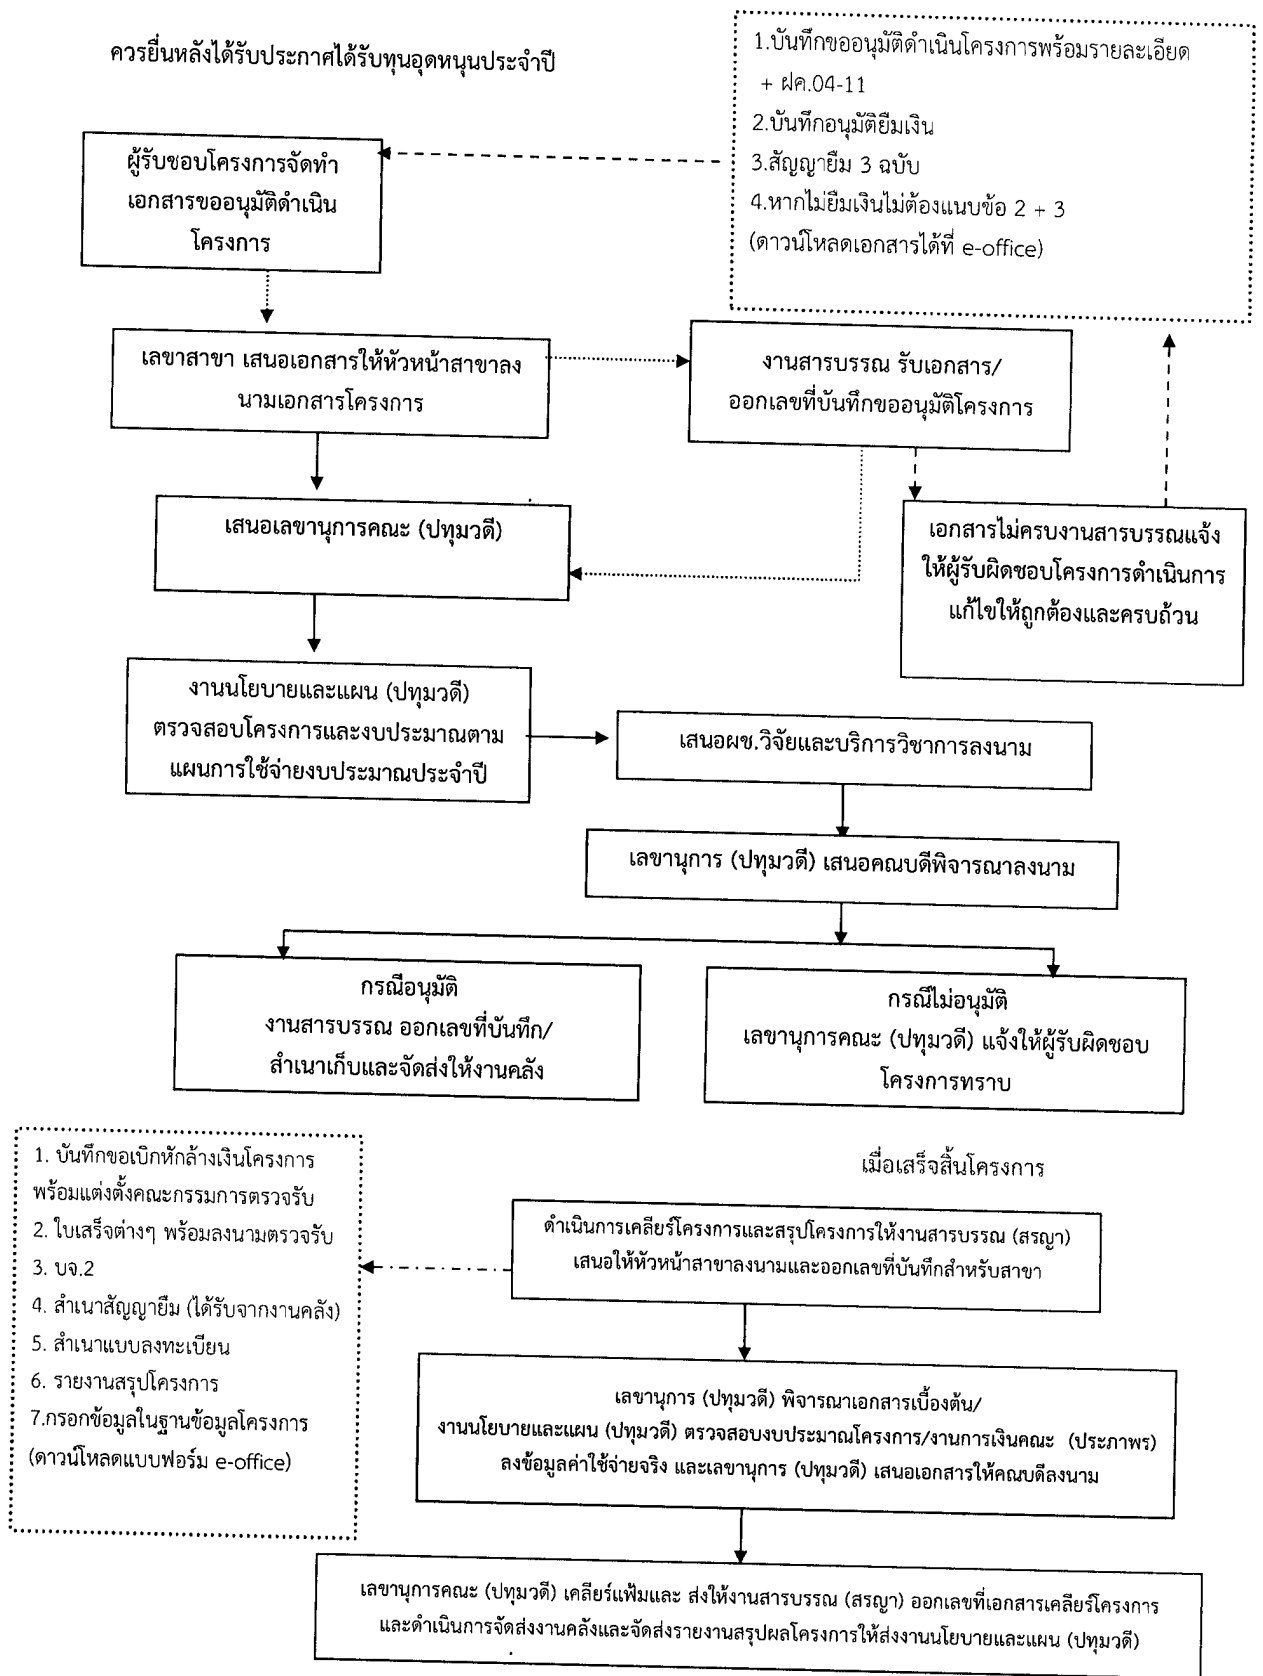 ควรยื่นหลังได้รับประกาศได้รับทุนอุดหนุนประจำปี
1.บันทึกขออนุมัติดำเนินโครงการพร้อมรายละเอียด
+ ฝค.04-11
2.บันทึกอนุมัติยืมเงิน
3.สัญญายืม 3 ฉบับ
4.หากไม่ยืมเงินไม่ต้องแนบข้อ 2 + 3
(ดาวน์โหลดเอกสารได้ที่ e-office)
ผู้รับชอบโครงการจัดทำ
เอกสารขออนุมัติดำเนิน
โครงการ
เลขาสาขา เสนอเอกสารให้หัวหน้าสาขาลง
นามเอกสารโครงการ
งานสารบรรณ รับเอกสาร/
ออกเลขที่บันทึกขออนุมัติโครงการ
เสนอเลขานุการคณะ (ปทุมวดี)
เอกสารไม่ครบงานสารบรรณแจ้ง
ให้ผู้รับผิดชอบโครงการดำเนินการ
แก้ไขให้ถูกต้องและครบถ้วน
งานนโยบายและแผน (ปทุมวดี)
ตรวจสอบโครงการและงบประมาณตาม
แผนการใช้จ่ายงบประมาณประจำปี
เสนอผช.วิจัยและบริการวิชาการลงนาม
เลขานุการ (ปทุมวดี) เสนอคณบดีพิจารณาลงนาม
กรณีอนุมัติ
งานสารบรรณ ออกเลขที่บันทึก/
สำเนาเก็บและจัดส่งให้งานคลัง
กรณีไม่อนุมัติ
เลขานุการคณะ (ปทุมวดี) แจ้งให้ผู้รับผิดชอบ
โครงการทราบ
1. บันทึกขอเบิกหักล้างเงินโครงการ
พร้อมแต่งตั้งคณะกรรมการตรวจรับ
2. ใบเสร็จต่างๆ พร้อมลงนามตรวจรับ
3. บจ.2
4. สำเนาสัญญายืม (ได้รับจากงานคลัง)
5. สำเนาแบบลงทะเบียน
6. รายงานสรุปโครงการ
7.กรอกข้อมูลในฐานข้อมูลโครงการ
(ดาวน์โหลดแบบฟอร์ม e-office)
เมื่อเสร็จสิ้นโครงการ
ดำเนินการเคลียร์โครงการและสรุปโครงการให้งานสารบรรณ (สรญา)
เสนอให้หัวหน้าสาขาลงนามและออกเลขที่บันทึกสำหรับสาขา
เลขานุการ (ปทุมวดี) พิจารณาเอกสารเบื้องต้น/
งานนโยบายและแผน (ปทุมวดี) ตรวจสอบงบประมาณโครงการ/งานการเงินคณะ (ประภาพร)
ลงข้อมูลค่าใช้จ่ายจริง และเลขานุการ (ปทุมวดี) เสนอเอกสารให้คณบดีลงนาม
เลขานุการคณะ (ปทุมวดี) เคลียร์แฟ้มและ ส่งให้งานสารบรรณ (สรญา) ออกเลขที่เอกสารเคลียร์โครงการ
และดำเนินการจัดส่งงานคลังและจัดส่งรายงานสรุปผลโครงการให้ส่งงานนโยบายและแผน (ปทุมวดี)